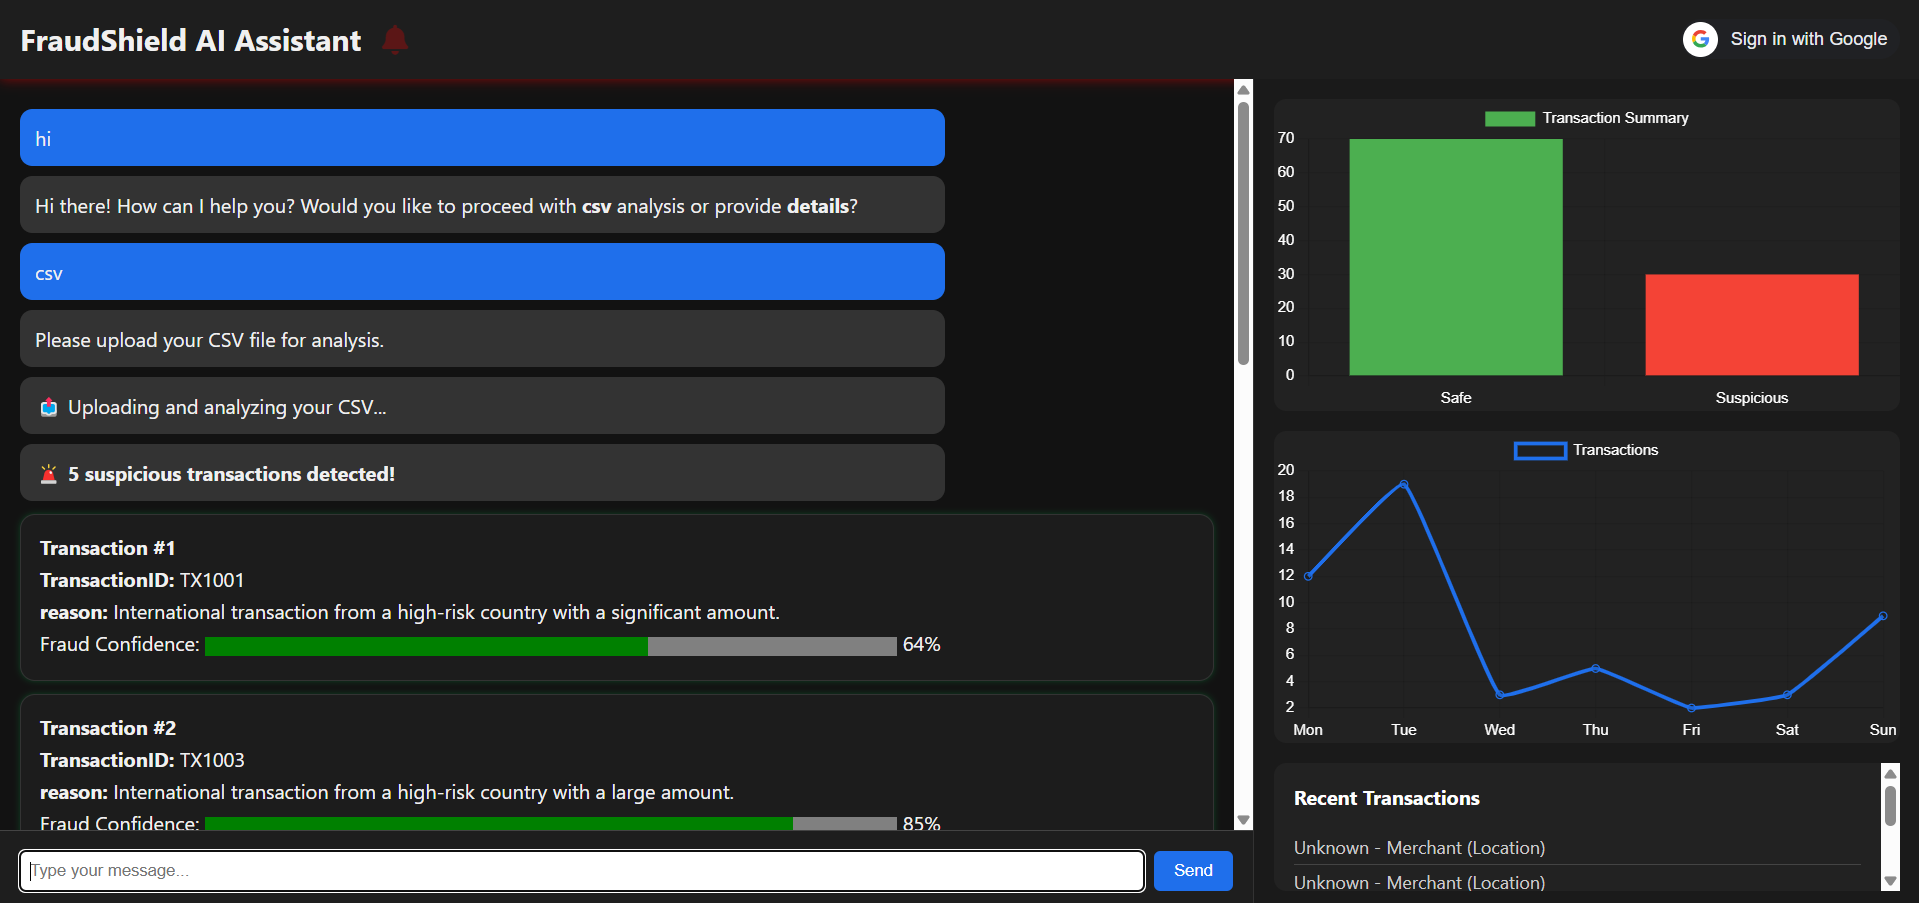 FraudShield AI Assistant
Sign in with Google
hi
Hi there! How can I help you? Would you like to proceed with csv analysis or provide details?
csv
Please upload your CSV file for analysis.
Uploading and analyzing your CSV...
5 suspicious transactions detected!
Transaction #1
TransactionID: TX1001
reason: International transaction from a high-risk country with a significant amount.
Fraud Confidence: 64%
Transaction #2
TransactionID: TX1003
reason: International transaction from a high-risk country with a large amount.
Fraud Confidence: 85%
Type your message...
Send
Transaction Summary
70
60
50
40
30
20
10
0
Safe Suspicious
Transactions
20
18
16
14
12
10
8
6
4
2
Mon Tue Wed Thu Fri Sat Sun
Recent Transactions
Unknown - Merchant (Location)
Unknown - Merchant (Location)